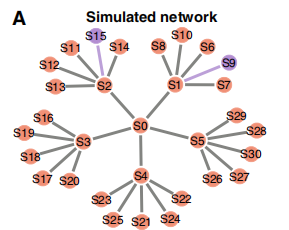 A Simulated network
S15
S11 S14 S8 S10 S6
S12 S9
S13 S2 S1 S7
S16 S29
S19 S0 S28
S3 S5
S18 S30
S17 S20 S4 S26 S27
S23 S22
S25 S21 S24